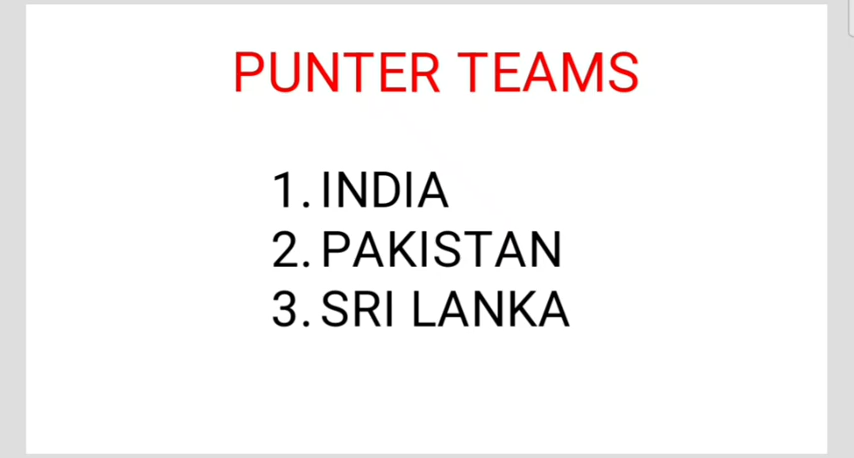 PUNTER TEAMS
1. INDIA
2. PAKISTAN
3. SRI LANKA